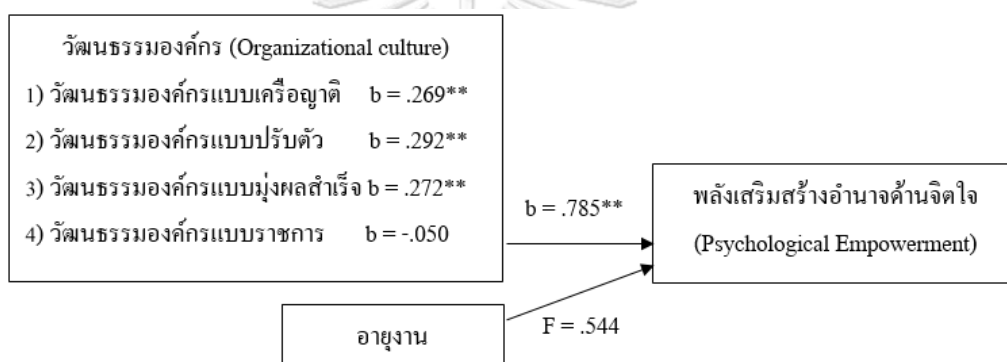 วัฒนธรรมองค์กร (Organizational culture)
1) วัฒนธรรมองค์กรแบบเครือญาติ b = .269**
2) วัฒนธรรมองค์กรแบบปรับตัว b = .292**
3) วัฒนธรรมองค์กรแบบมุ่งผลสำเร็จ b = .272**
4) วัฒนธรรมองค์กรแบบราชการ b = -.050
b = .785**
พลังเสริมสร้างอำนาจด้านจิตใจ
(Psychological Empowerment)
อายุงาน
F = .544